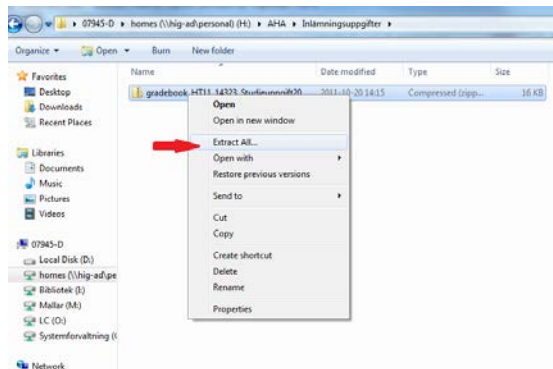 07945-D ▸ homes (\\hig-ad\personal) (H:) ▸ AHA ▸ Inlämningsuppgifter ▸
Organize Open Burn New folder
Name Date modified Type Size
gradebook_HT11_14323_Studieuppgift20 2011-10-20 14:15 Compressed (zipp... 16 KB
Favorites
Desktop
Downloads
Recent Places
Libraries
Documents
Music
Pictures
Videos
07945-D
Local Disk (D:)
homes (\\hig-ad\pe
Bibliotek (I:)
Mallar (M:)
LC (O:)
Systemforvaltning (
Network
Open
Open in new window
Extract All...
Open with
Restore previous versions
Send to
Cut
Copy
Create shortcut
Delete
Rename
Properties